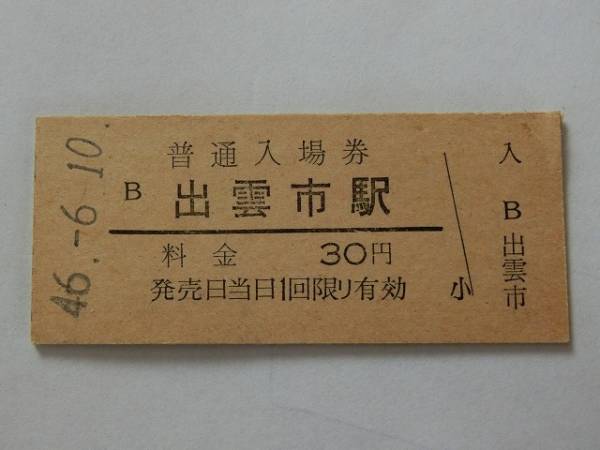 46.-6.10.
普通入場券
B 出雲市駅
料金 30円
発売日当日1回限り有効
小
入
B
出雲市